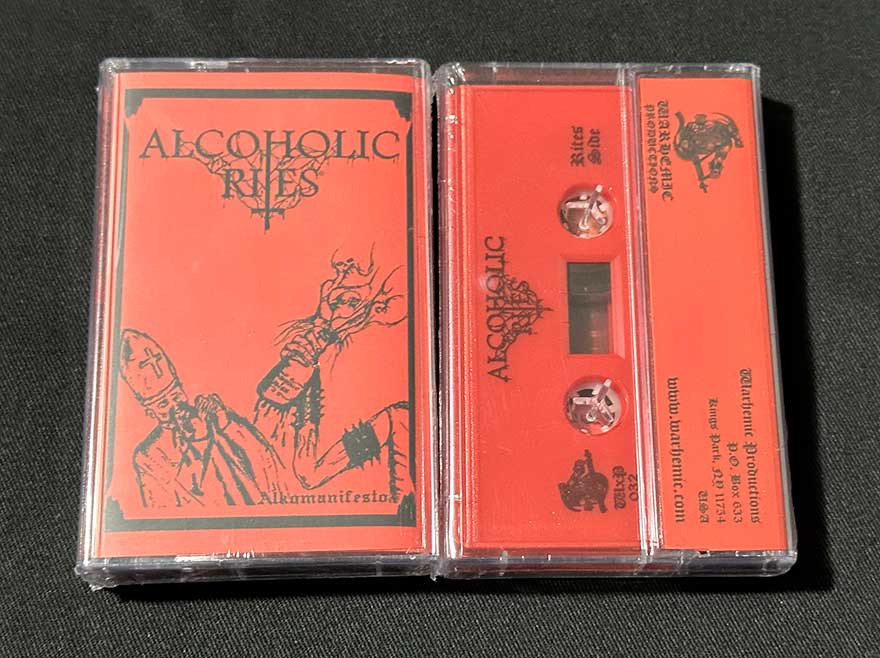 ALCOHOLIC
RITES
Alkomanifesto
ALCOHOLIC
RITES
Rites
Side
WxP
032
WARHEMIC
PRODUCTIONS
Warhemic Productions
P.O. Box 633
Kings Park, NY 11754
USA
www.warhemic.com